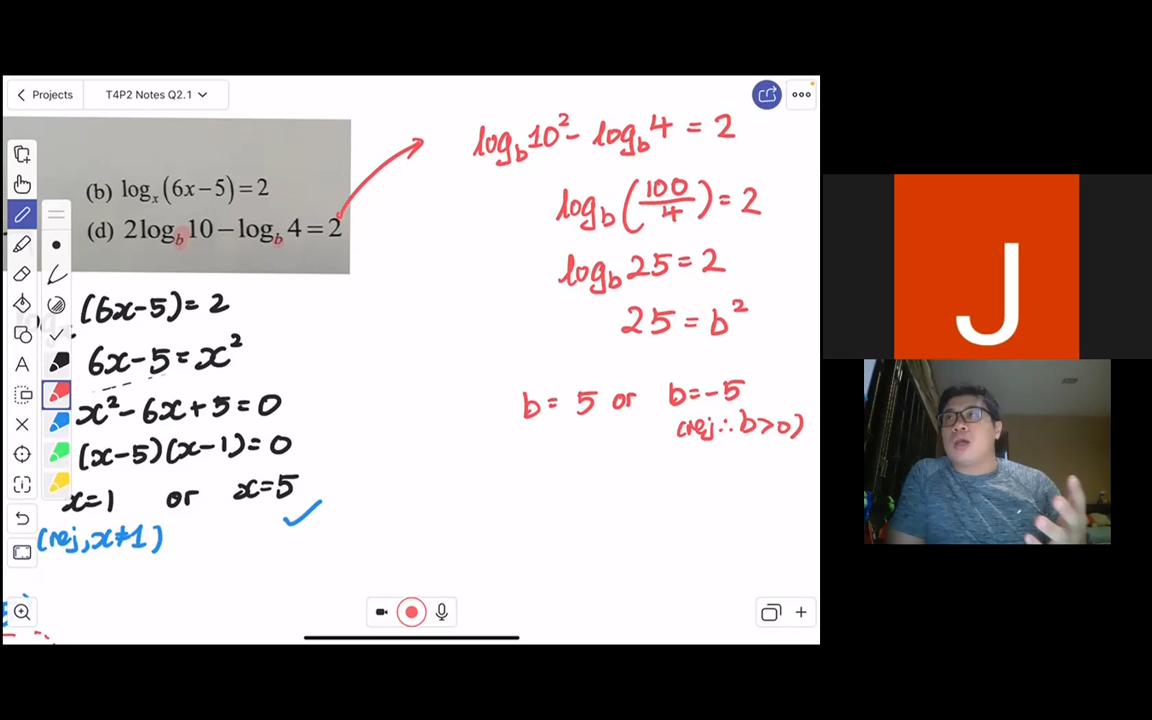 Projects
T4P2 Notes Q2.1
(b) logₓ(6x−5)=2
(d) 2log_b 10−log_b 4=2
(6x−5)=2
6x−5=x²
x²−6x+5=0
(x−5)(x−1)=0
x=1 or x=5
(rej, x≠1)
log_b 10² − log_b 4 = 2
log_b (100/4) = 2
log_b 25 = 2
25 = b²
b = 5 or b=−5
(rej ∵ b>0)
J
A